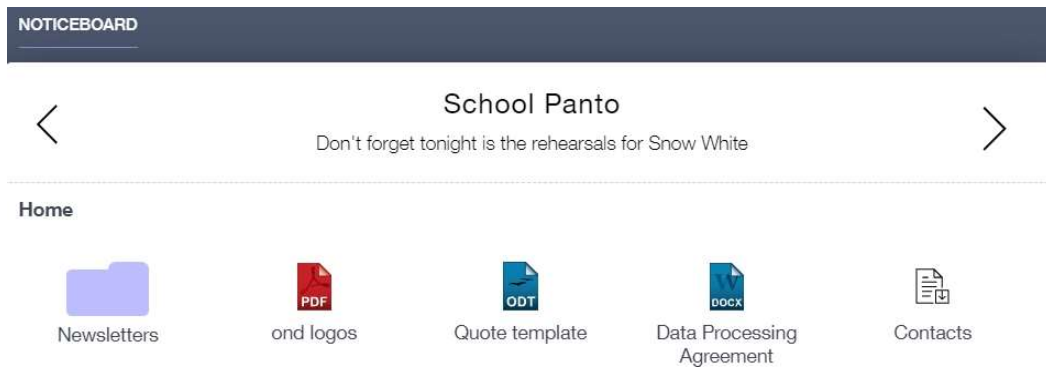 NOTICEBOARD
School Panto
Don't forget tonight is the rehearsals for Snow White
Home
PDF
ODT
W
DOCX
Newsletters
ond logos
Quote template
Data Processing
Agreement
Contacts